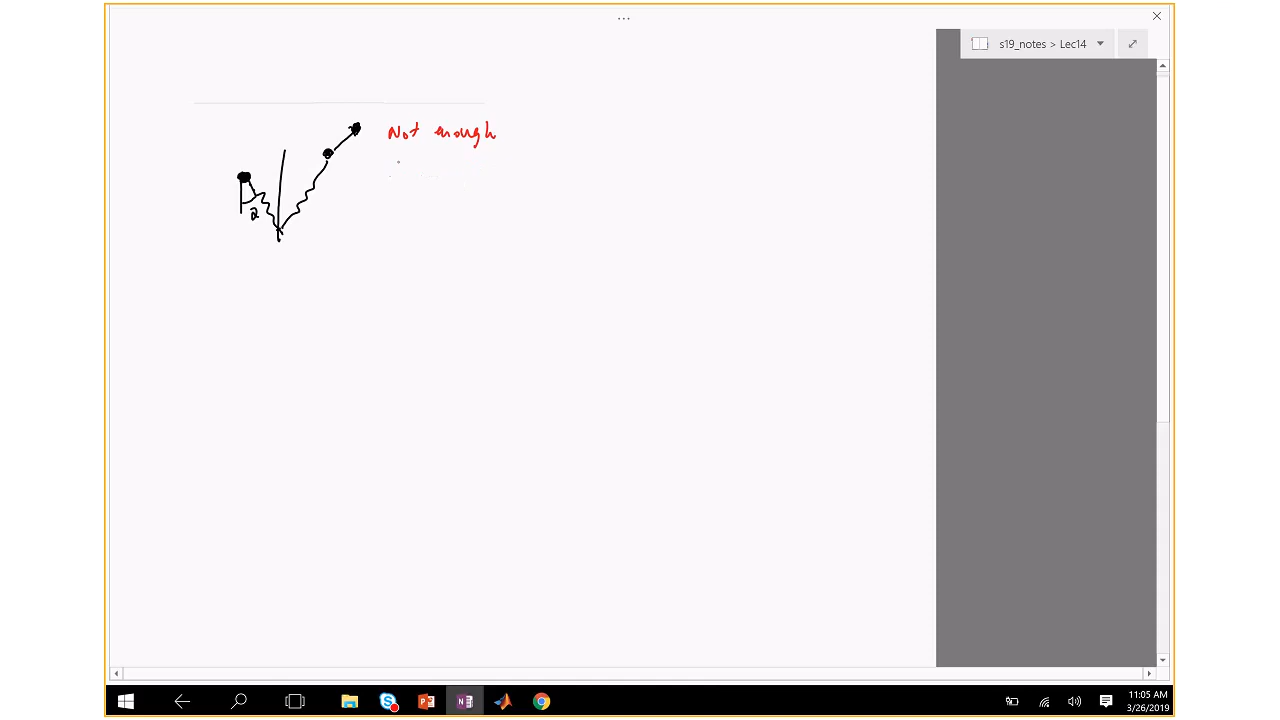 ...
s19_notes > Lec14
Not enough
11:05 AM
3/26/2019